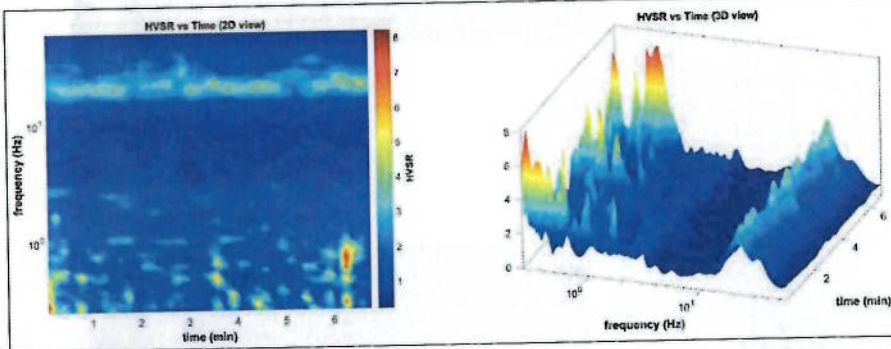 HVSR vs Time (2D view)
frequency (Hz)
10¹
10⁰
1 2 3 4 5 6
time (min)
8
7
6
5
4
3
2
1
HVSR
HVSR vs Time (3D view)
8
6
4
2
0
10⁰ 10¹
frequency (Hz)
2 4 6
time (min)